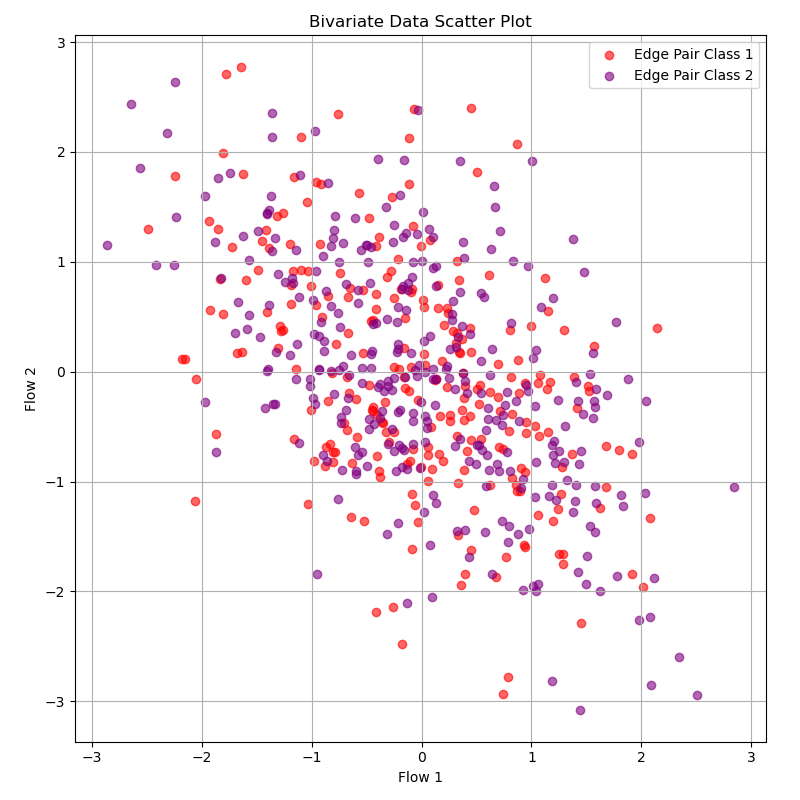 Bivariate Data Scatter Plot
Edge Pair Class 1
Edge Pair Class 2
3
2
1
0
−1
−2
−3
Flow 2
−3
−2
−1
0
1
2
3
Flow 1